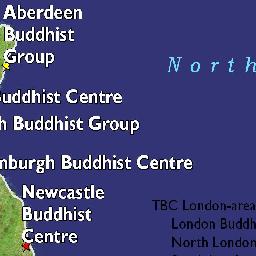 Aberdeen
Buddhist
Group
North
Buddhist Centre
Buddhist Group
Buddhist Centre
Newcastle
Buddhist
Centre
TBC London-area
London Buddh
North London